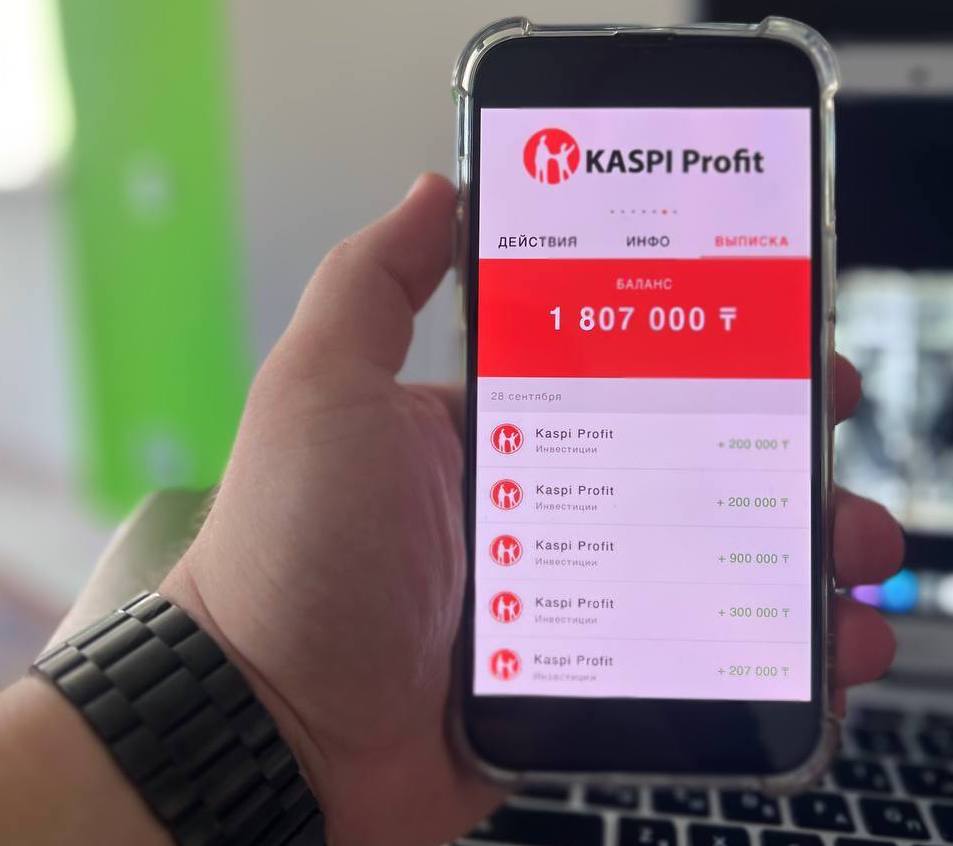 KASPI Profit
ДЕЙСТВИЯ ИНФО ВЫПИСКА
БАЛАНС
1 807 000 ₸
28 сентября
Kaspi Profit
Инвестиции
+ 200 000 ₸
Kaspi Profit
Инвестиции
+ 200 000 ₸
Kaspi Profit
Инвестиции
+ 900 000 ₸
Kaspi Profit
Инвестиции
+ 300 000 ₸
Kaspi Profit
Инвестиции
+ 207 000 ₸